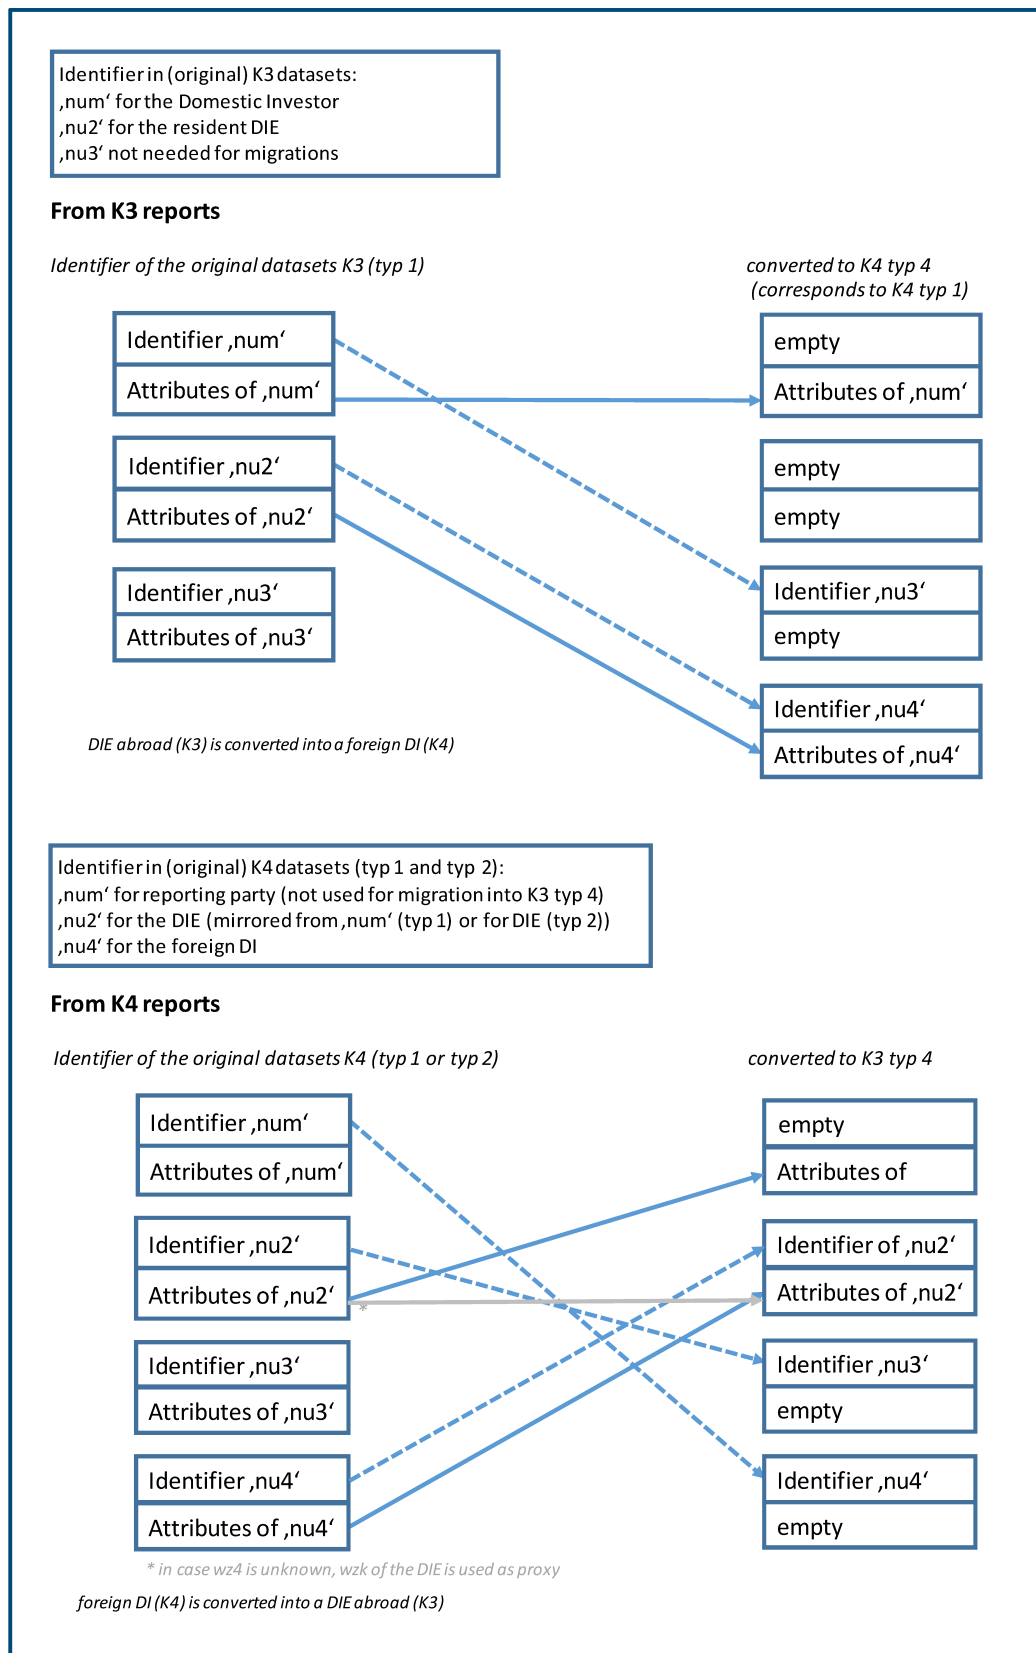 Identifier in (original) K3 datasets:
‚num‘ for the Domestic Investor
‚nu2‘ for the resident DIE
‚nu3‘ not needed for migrations
From K3 reports
Identifier of the original datasets K3 (typ 1)
converted to K4 typ 4
(corresponds to K4 typ 1)
Identifier ‚num‘
Attributes of ‚num‘
empty
Attributes of ‚num‘
Identifier ‚nu2‘
Attributes of ‚nu2‘
empty
empty
Identifier ‚nu3‘
Attributes of ‚nu3‘
Identifier ‚nu3‘
empty
Identifier ‚nu4‘
Attributes of ‚nu4‘
DIE abroad (K3) is converted into a foreign DI (K4)
Identifier in (original) K4 datasets (typ 1 and typ 2):
‚num‘ for reporting party (not used for migration into K3 typ 4)
‚nu2‘ for the DIE (mirrored from ‚num‘ (typ 1) or for DIE (typ 2))
‚nu4‘ for the foreign DI
From K4 reports
Identifier of the original datasets K4 (typ 1 or typ 2)
converted to K3 typ 4
Identifier ‚num‘
Attributes of ‚num‘
empty
Attributes of
Identifier ‚nu2‘
Attributes of ‚nu2‘
*
Identifier of ‚nu2‘
Attributes of ‚nu2‘
Identifier ‚nu3‘
Attributes of ‚nu3‘
Identifier ‚nu3‘
empty
Identifier ‚nu4‘
Attributes of ‚nu4‘
Identifier ‚nu4‘
empty
* in case wz4 is unknown, wzk of the DIE is used as proxy
foreign DI (K4) is converted into a DIE abroad (K3)